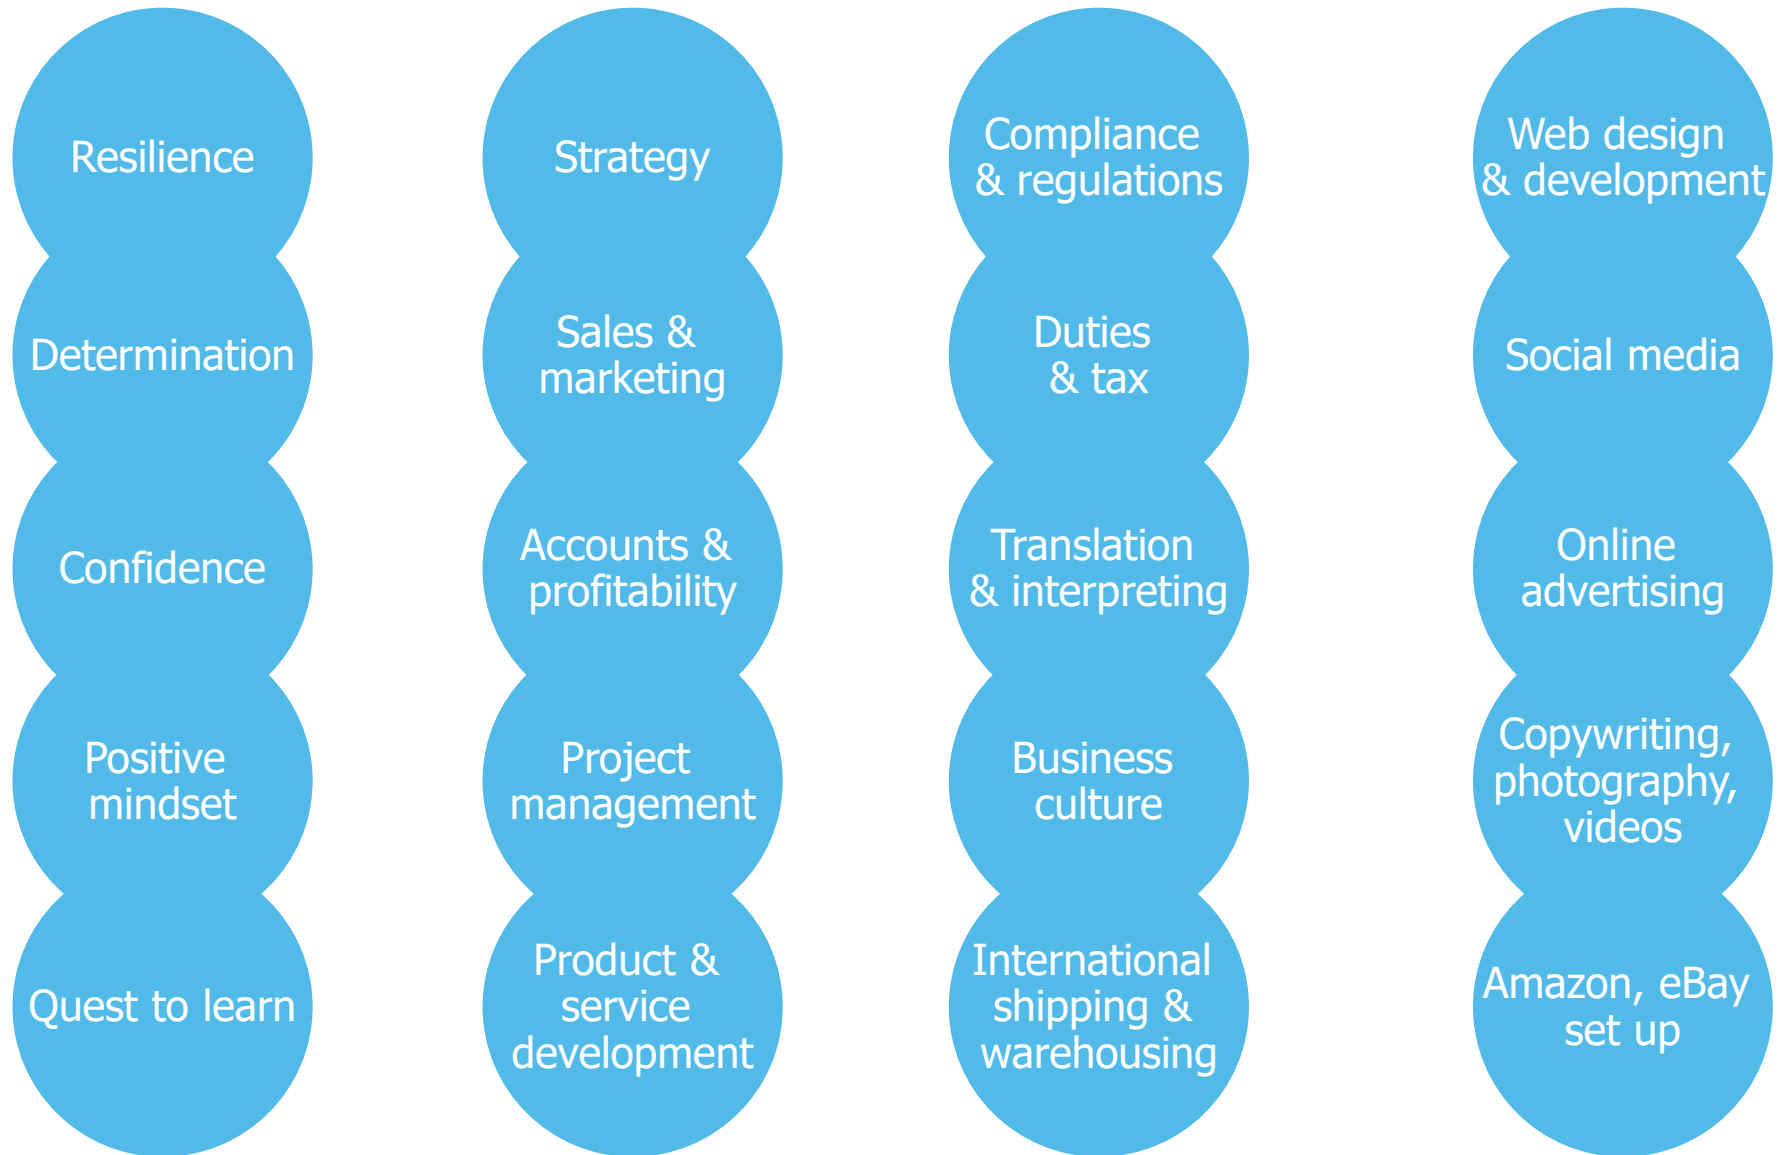 Resilience
Determination
Confidence
Positive
mindset
Quest to learn
Strategy
Sales &
marketing
Accounts &
profitability
Project
management
Product &
service
development
Compliance
& regulations
Duties
& tax
Translation
& interpreting
Business
culture
International
shipping &
warehousing
Web design
& development
Social media
Online
advertising
Copywriting,
photography,
videos
Amazon, eBay
set up